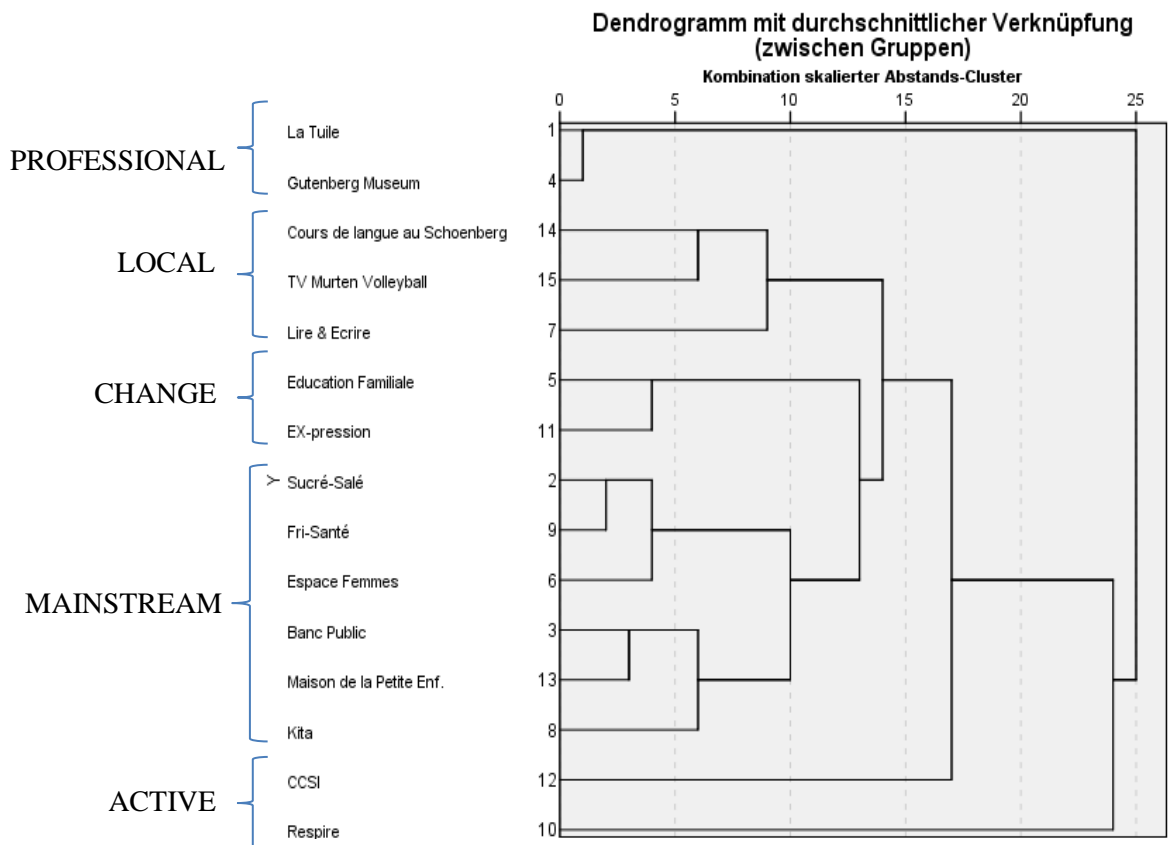 Dendrogramm mit durchschnittlicher Verknüpfung
(zwischen Gruppen)
Kombination skalierter Abstands-Cluster
0 5 10 15 20 25
PROFESSIONAL
La Tuile 1
Gutenberg Museum 4
LOCAL
Cours de langue au Schoenberg 14
TV Murten Volleyball 15
Lire & Ecrire 7
CHANGE
Education Familiale 5
EX-pression 11
MAINSTREAM
Y Sucré-Salé 2
Fri-Santé 9
Espace Femmes 6
Banc Public 3
Maison de la Petite Enf. 13
Kita 8
ACTIVE
CCSI 12
Respire 10